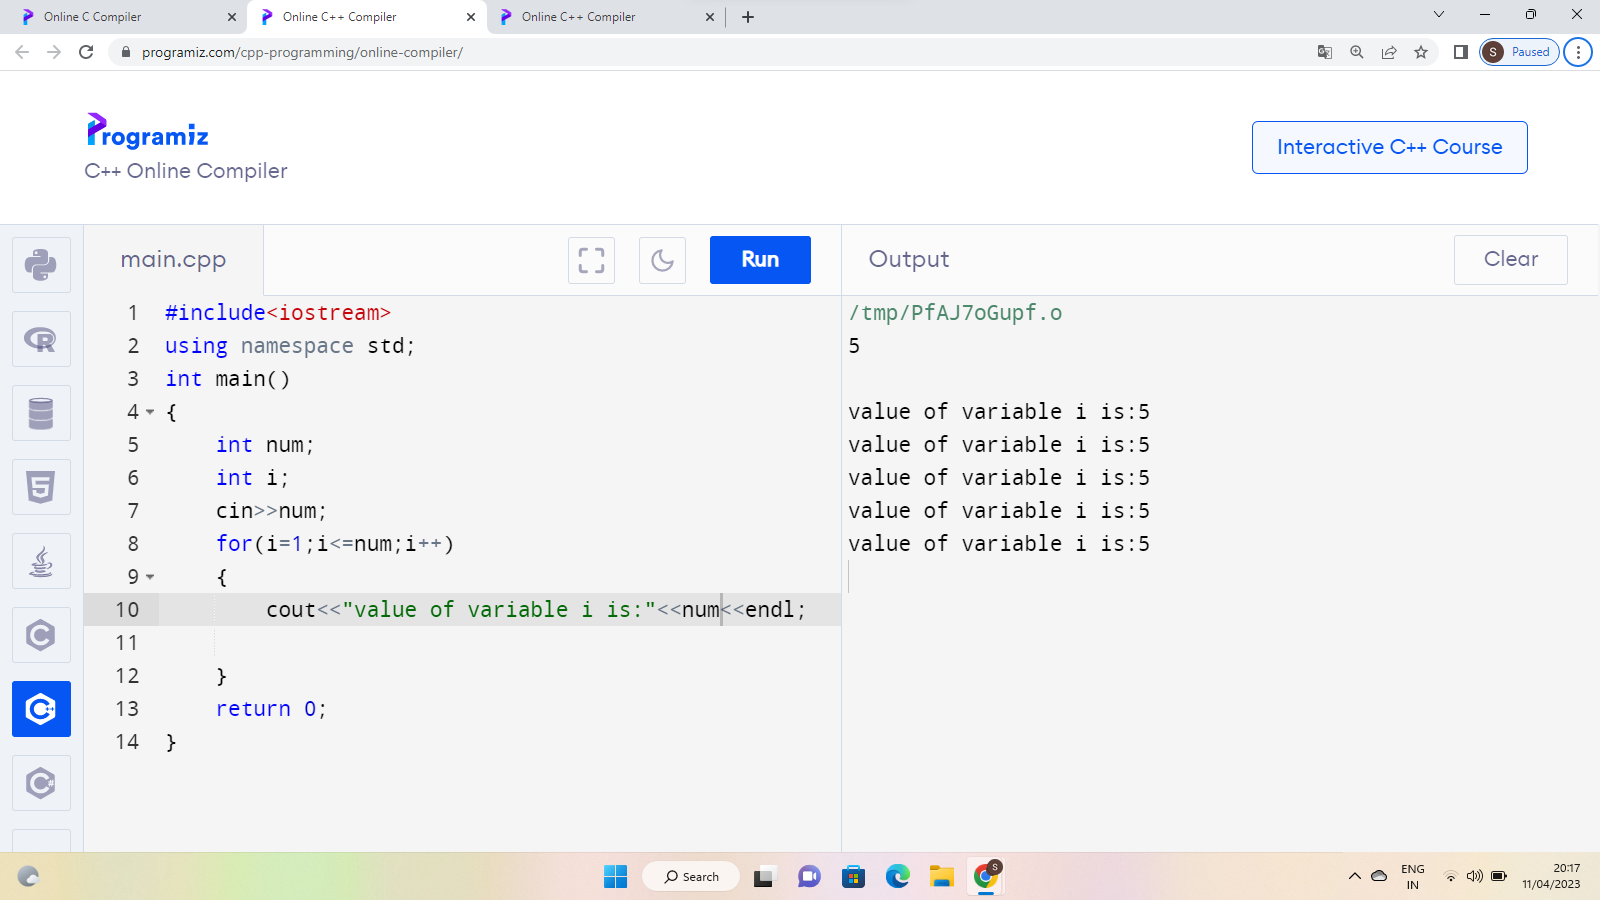 Online C Compiler
Online C++ Compiler
Online C++ Compiler
programiz.com/cpp-programming/online-compiler/
S Paused
Programiz
C++ Online Compiler
Interactive C++ Course
main.cpp
Run
Output
Clear
1 #include<iostream>
2 using namespace std;
3 int main()
4 {
5 int num;
6 int i;
7 cin>>num;
8 for(i=1;i<=num;i++)
9 {
10 cout<<"value of variable i is:"<<num<<endl;
11
12 }
13 return 0;
14 }
/tmp/PfAJ7oGupf.o
5
value of variable i is:5
value of variable i is:5
value of variable i is:5
value of variable i is:5
value of variable i is:5
Search
S
ENG
IN
20:17
11/04/2023